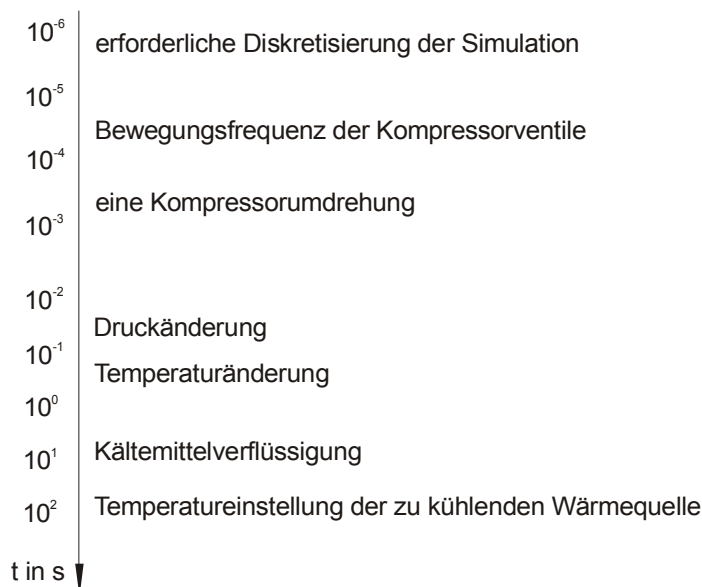 10⁻⁶
erforderliche Diskretisierung der Simulation
10⁻⁵
Bewegungsfrequenz der Kompressorventile
10⁻⁴
eine Kompressorumdrehung
10⁻³
10⁻²
Druckänderung
10⁻¹
Temperaturänderung
10⁰
Kältemittelverflüssigung
10¹
10² Temperatureinstellung der zu kühlenden Wärmequelle
t in s